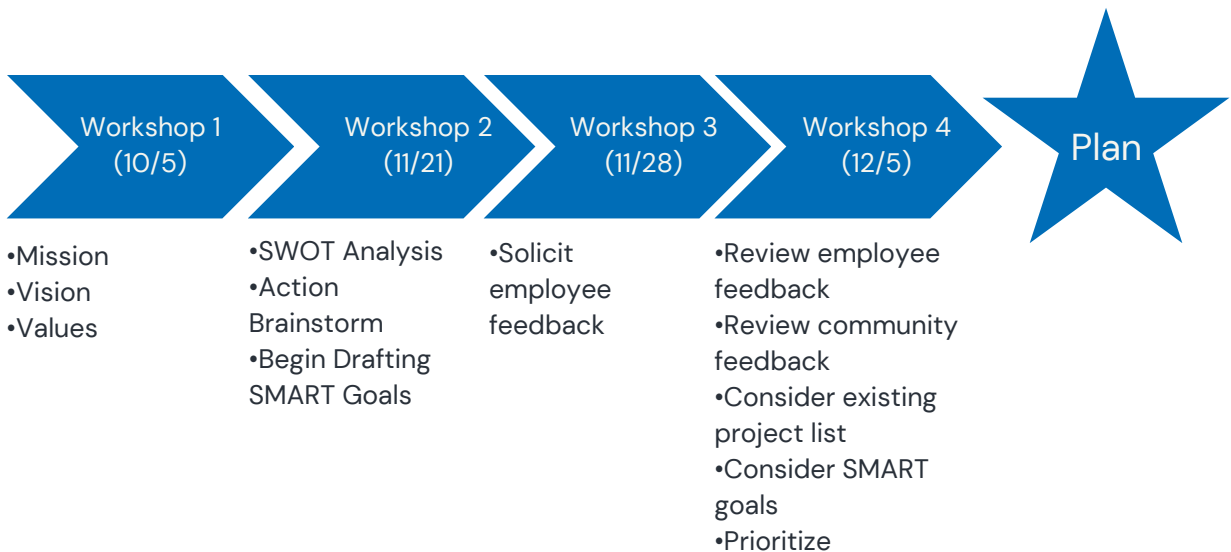 Workshop 1
(10/5)
Workshop 2
(11/21)
Workshop 3
(11/28)
Workshop 4
(12/5)
Plan
•Mission
•Vision
•Values
•SWOT Analysis
•Action
Brainstorm
•Begin Drafting
SMART Goals
•Solicit
employee
feedback
•Review employee
feedback
•Review community
feedback
•Consider existing
project list
•Consider SMART
goals
•Prioritize